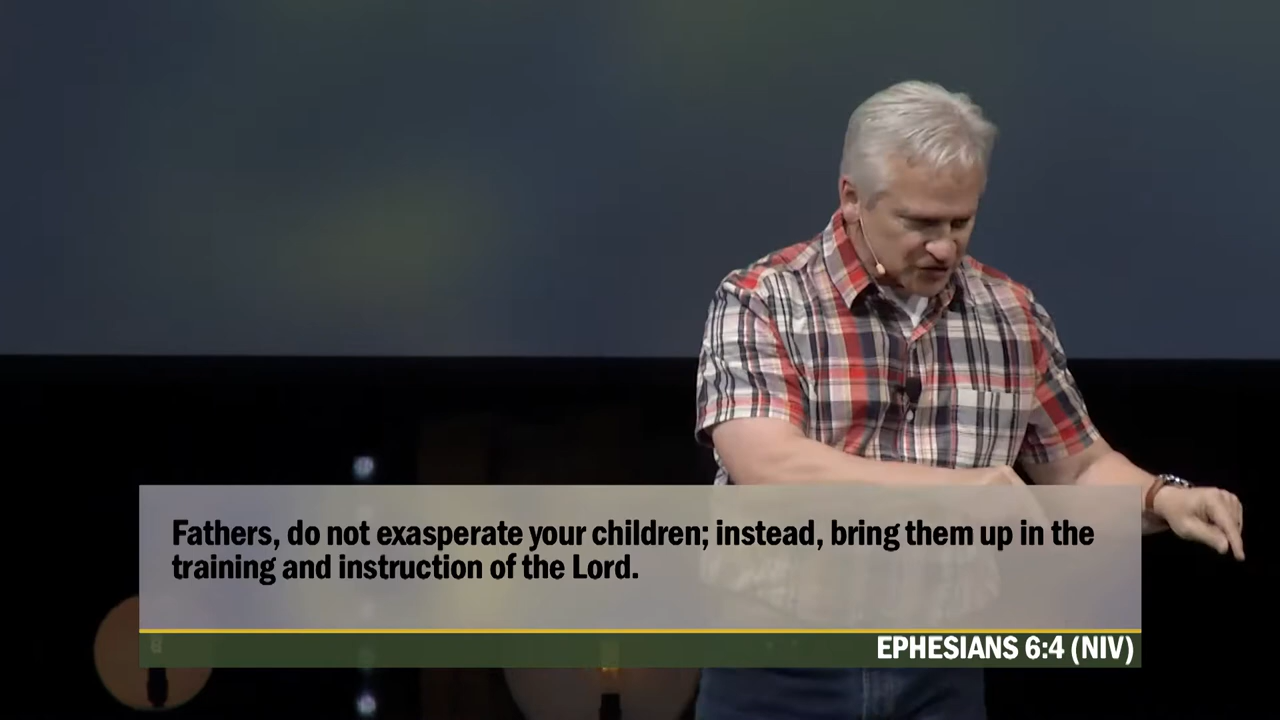 Fathers, do not exasperate your children; instead, bring them up in the
training and instruction of the Lord.
EPHESIANS 6:4 (NIV)